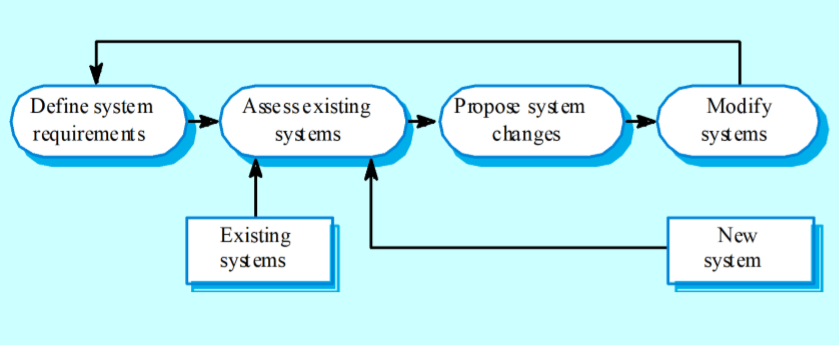 Define system
requirements
Assess existing
systems
Propose system
changes
Modify
systems
Existing
systems
New
system